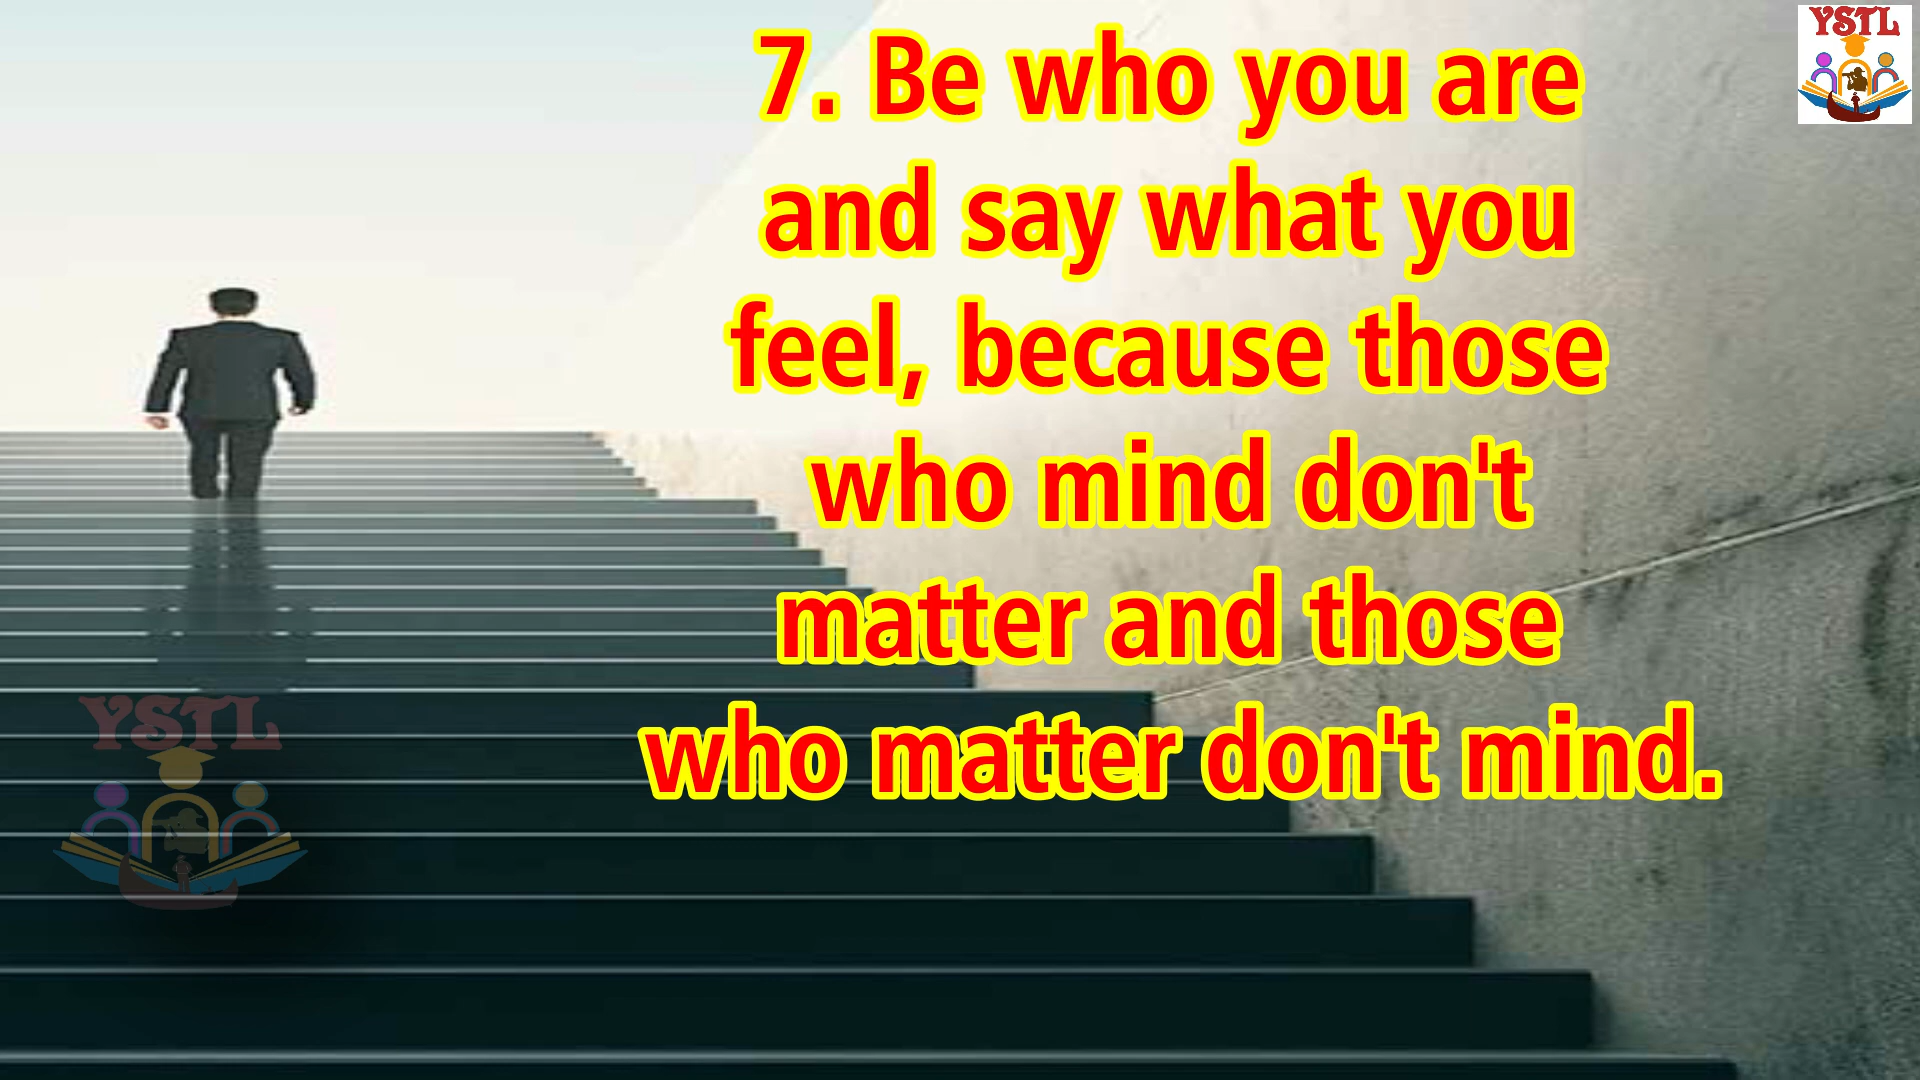 7. Be who you are
and say what you
feel, because those
who mind don't
matter and those
who matter don't mind.
YSTL
YSTL